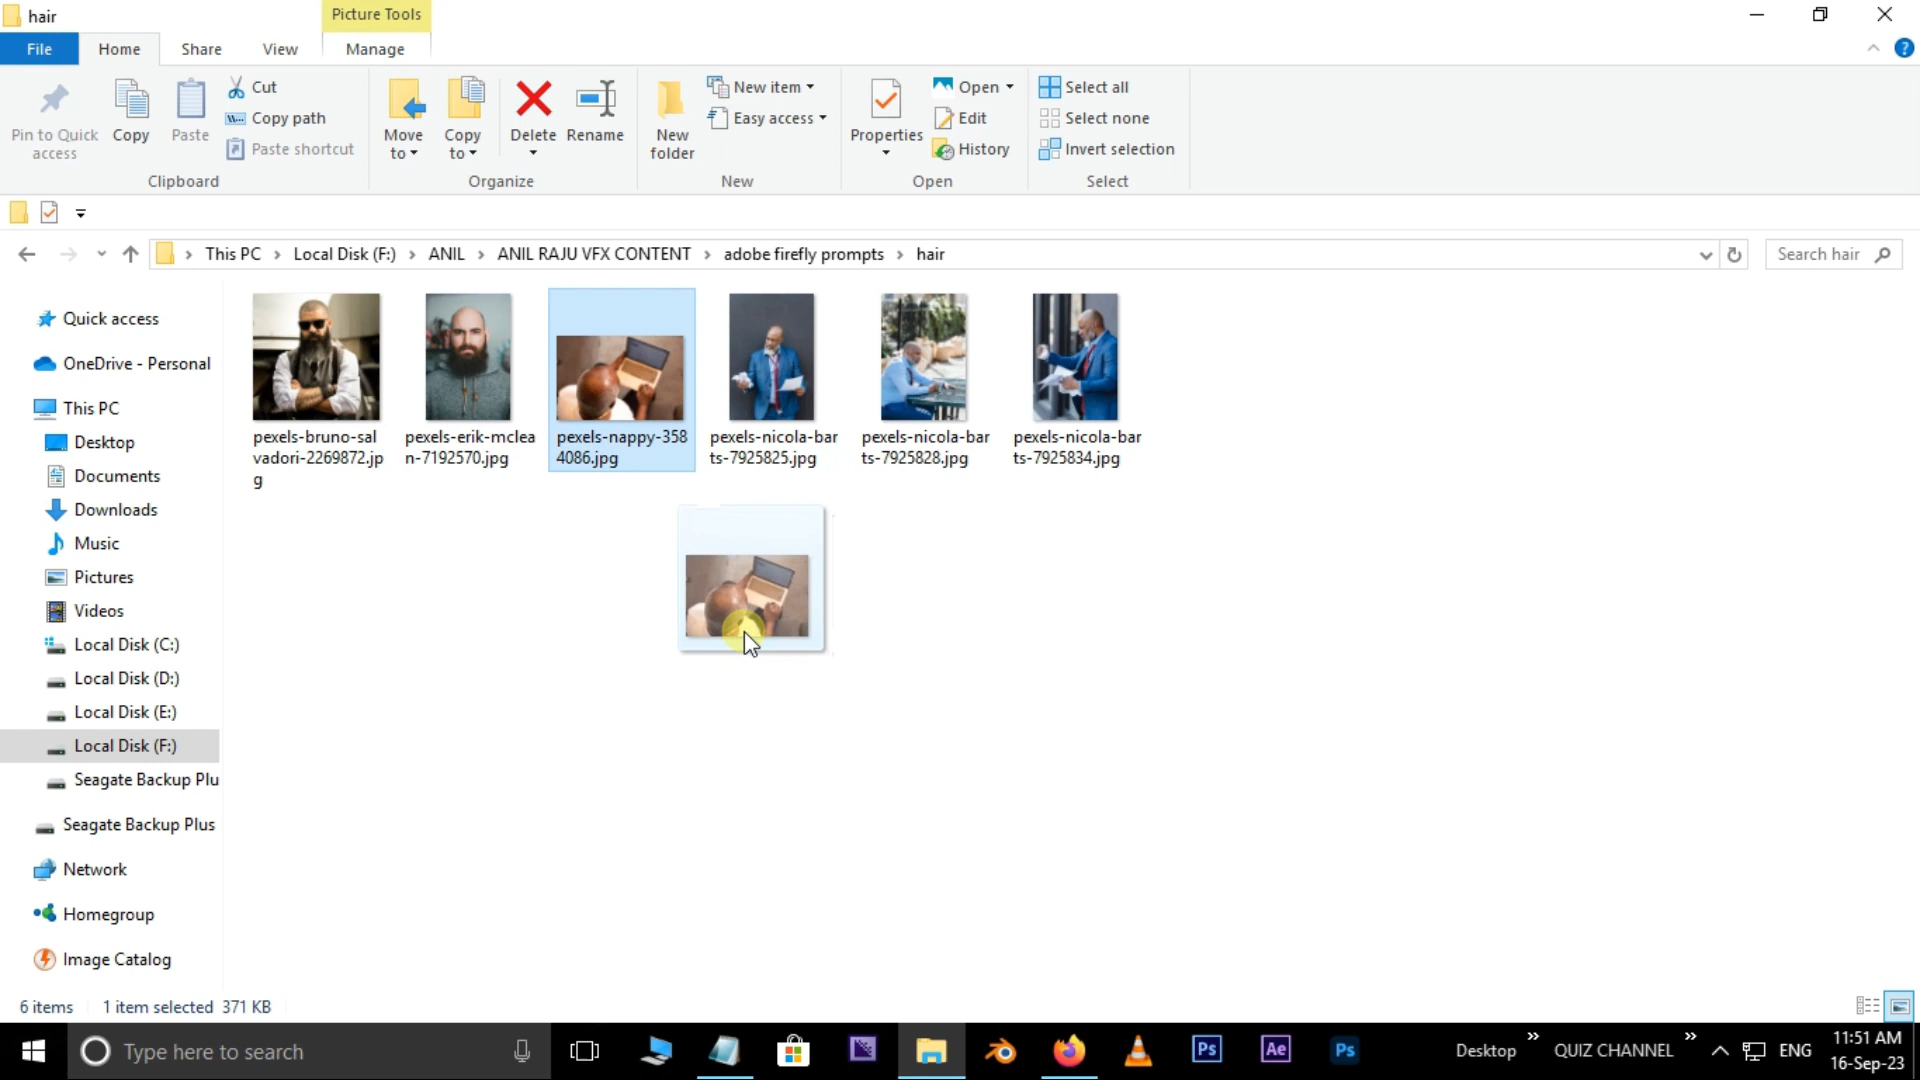 hair
Picture Tools
File
Home
Share
View
Manage
Pin to Quick
access
Copy
Paste
Cut
Copy path
Paste shortcut
Clipboard
Move
to
Copy
to
Delete
Rename
Organize
New
folder
New item
Easy access
New
Properties
Open
Edit
History
Open
Select all
Select none
Invert selection
Select
This PC
Local Disk (F:)
ANIL
ANIL RAJU VFX CONTENT
adobe firefly prompts
hair
Search hair
Quick access
OneDrive - Personal
This PC
Desktop
Documents
Downloads
Music
Pictures
Videos
Local Disk (C:)
Local Disk (D:)
Local Disk (E:)
Local Disk (F:)
Seagate Backup Plu
Seagate Backup Plus
Network
Homegroup
Image Catalog
pexels-bruno-sal
vadori-2269872.jp
g
pexels-erik-mclea
n-7192570.jpg
pexels-nappy-358
4086.jpg
pexels-nicola-bar
ts-7925825.jpg
pexels-nicola-bar
ts-7925828.jpg
pexels-nicola-bar
ts-7925834.jpg
6 items
1 item selected 371 KB
Type here to search
Ps
Ae
Ps
Desktop
QUIZ CHANNEL
ENG
11:51 AM
16-Sep-23